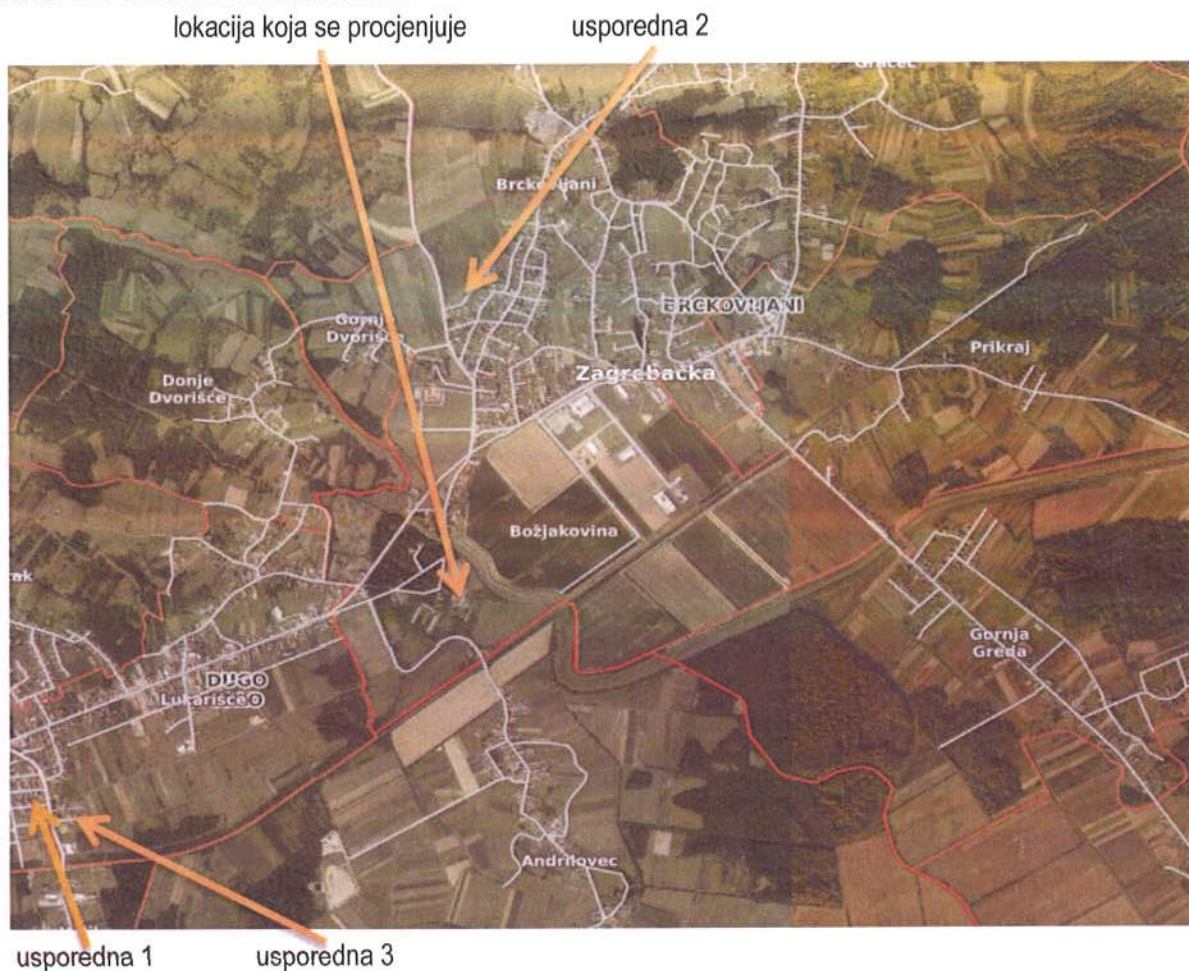 lokacija koja se procjenjuje
usporedna 2
Brckovljani
Gornj
Dvorišće
BRCKOVLJANI
Donje
Dvorišće
Zagrebačka
Prikraj
Božjakovina
Gornja
Greda
DUGO
Lukarišće
Andrilovec
usporedna 1
usporedna 3